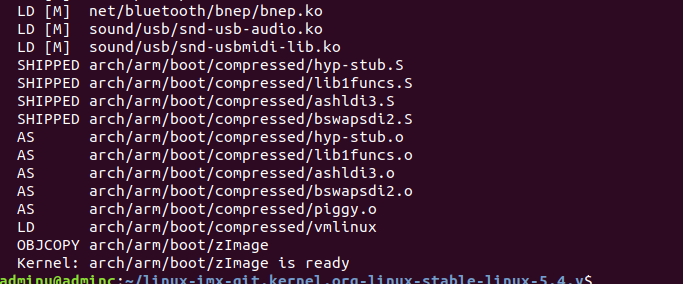 LD [M]  net/bluetooth/bnep/bnep.ko
LD [M]  sound/usb/snd-usb-audio.ko
LD [M]  sound/usb/snd-usbmidi-lib.ko
SHIPPED arch/arm/boot/compressed/hyp-stub.S
SHIPPED arch/arm/boot/compressed/lib1funcs.S
SHIPPED arch/arm/boot/compressed/ashldi3.S
SHIPPED arch/arm/boot/compressed/bswapsdi2.S
AS      arch/arm/boot/compressed/hyp-stub.o
AS      arch/arm/boot/compressed/lib1funcs.o
AS      arch/arm/boot/compressed/ashldi3.o
AS      arch/arm/boot/compressed/bswapsdi2.o
AS      arch/arm/boot/compressed/piggy.o
LD      arch/arm/boot/compressed/vmlinux
OBJCOPY arch/arm/boot/zImage
Kernel: arch/arm/boot/zImage is ready
adminu@adminc:~/linux-imx-git.kernel.org-linux-stable-linux-5.4.y$